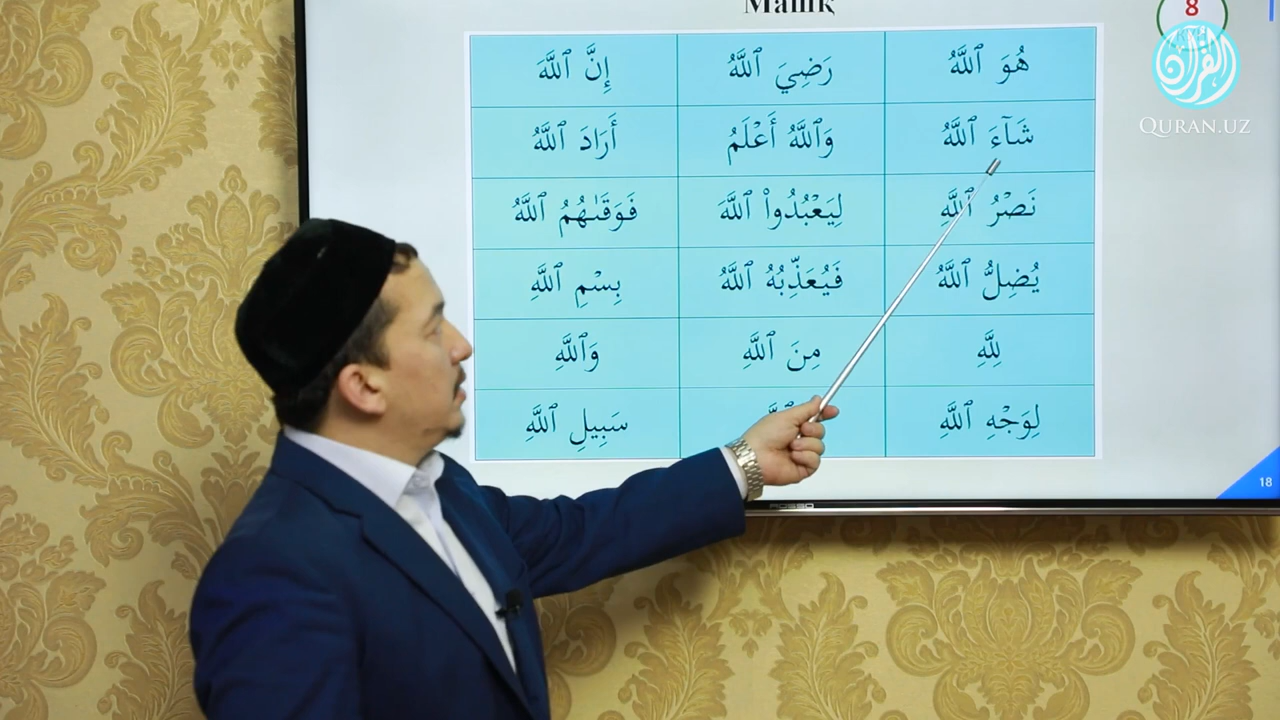 Машқ
8
QURAN.UZ
هُوَ ٱللَّهُ رَضِيَ ٱللَّهُ إِنَّ ٱللَّهَ
شَآءَ ٱللَّهُ وَٱللَّهُ أَعْلَمُ أَرَادَ ٱللَّهُ
نَصْرُ ٱللَّهِ لِيَعْبُدُوا۟ ٱللَّهَ فَوَقَىٰهُمُ ٱللَّهُ
يُضِلُّ ٱللَّهُ فَيُعَذِّبُهُ ٱللَّهُ بِسْمِ ٱللَّهِ
لِلَّهِ مِنَ ٱللَّهِ وَٱللَّهِ
لِوَجْهِ ٱللَّهِ سَبِيلِ ٱللَّهِ
18